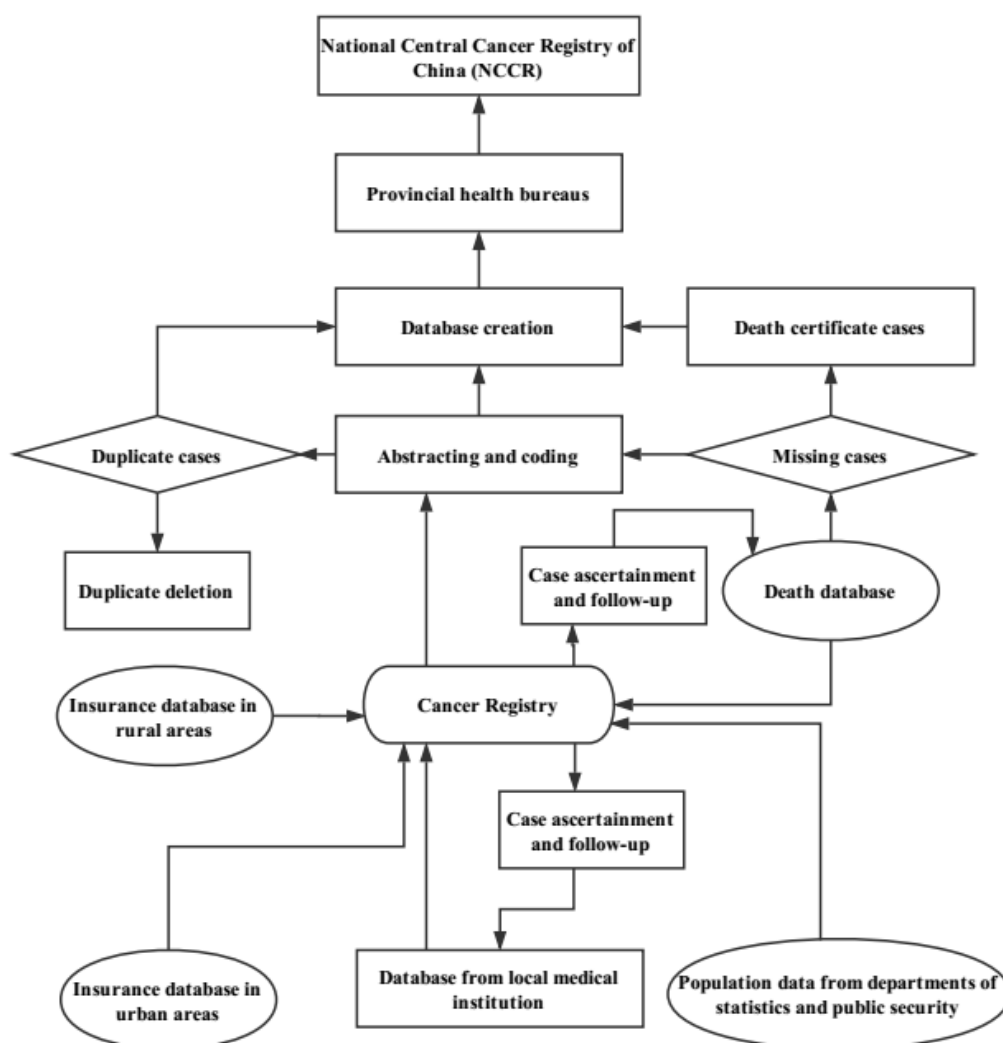 National Central Cancer Registry of
China (NCCR)
Provincial health bureaus
Database creation
Death certificate cases
Duplicate cases
Abstracting and coding
Missing cases
Duplicate deletion
Case ascertainment
and follow-up
Death database
Insurance database in
rural areas
Cancer Registry
Case ascertainment
and follow-up
Insurance database in
urban areas
Database from local medical
institution
Population data from departments of
statistics and public security